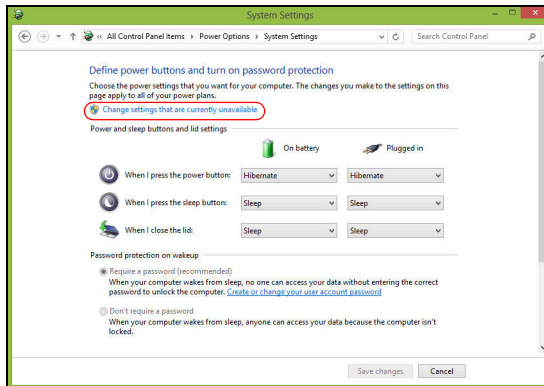 System Settings
« All Control Panel Items › Power Options › System Settings
Search Control Panel
Define power buttons and turn on password protection
Choose the power settings that you want for your computer. The changes you make to the settings on this
page apply to all of your power plans.
Change settings that are currently unavailable
Power and sleep buttons and lid settings
On battery Plugged in
When I press the power button: Hibernate Hibernate
When I press the sleep button: Sleep Sleep
When I close the lid: Sleep Sleep
Password protection on wakeup
Require a password (recommended)
When your computer wakes from sleep, no one can access your data without entering the correct
password to unlock the computer. Create or change your user account password
Don't require a password
When your computer wakes from sleep, anyone can access your data because the computer isn't
locked.
Save changes Cancel